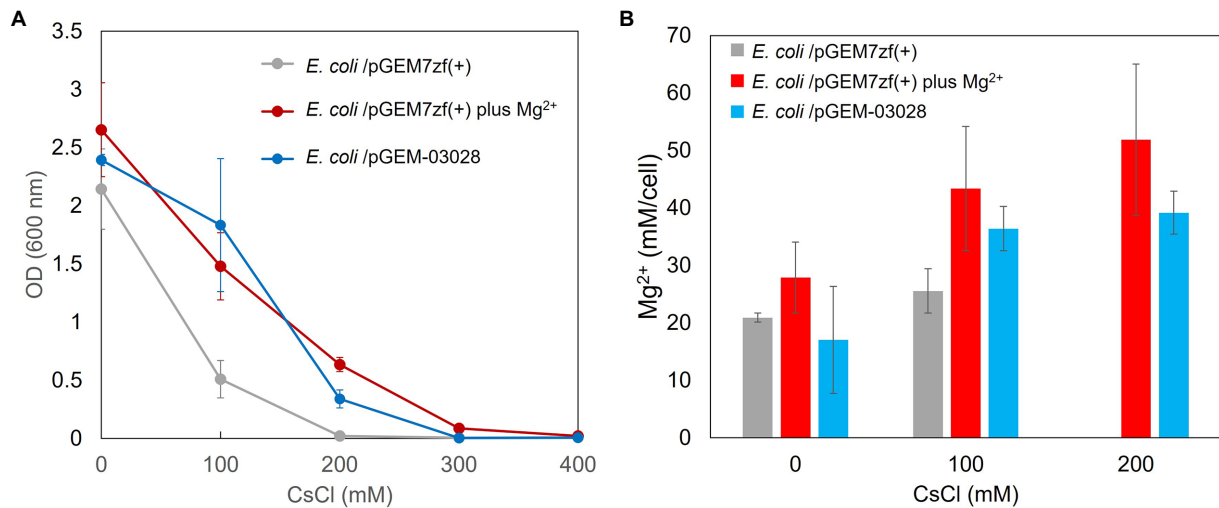 A
3.5
3
2.5
2
1.5
1
0.5
0
OD (600 nm)
0 100 200 300 400
CsCl (mM)
E. coli /pGEM7zf(+)
E. coli /pGEM7zf(+) plus Mg²⁺
E. coli /pGEM-03028
B
70
60
50
40
30
20
10
0
Mg²⁺ (mM/cell)
0 100 200
CsCl (mM)
E. coli /pGEM7zf(+)
E. coli /pGEM7zf(+) plus Mg²⁺
E. coli /pGEM-03028